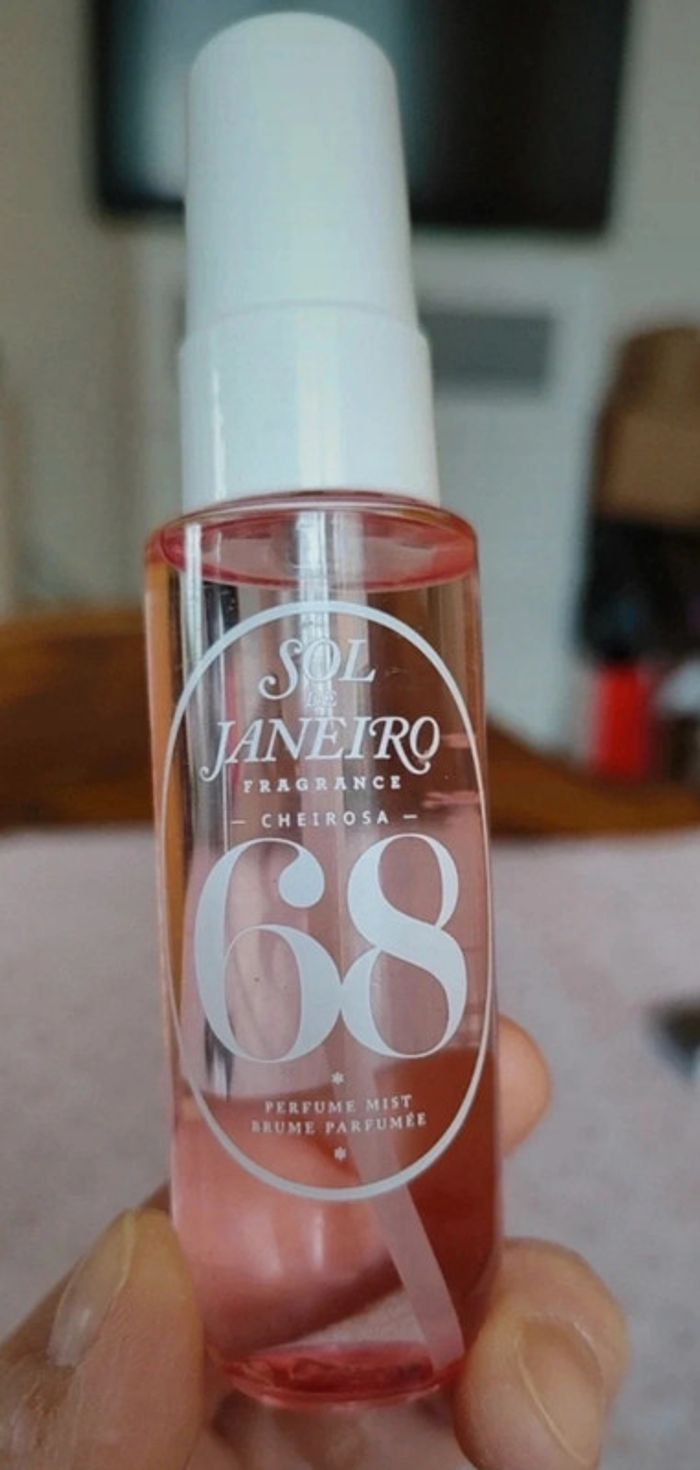 SOL
DE
JANEIRO
FRAGRANCE
— CHEIROSA —
68
PERFUME MIST
BRUME PARFUMÉE